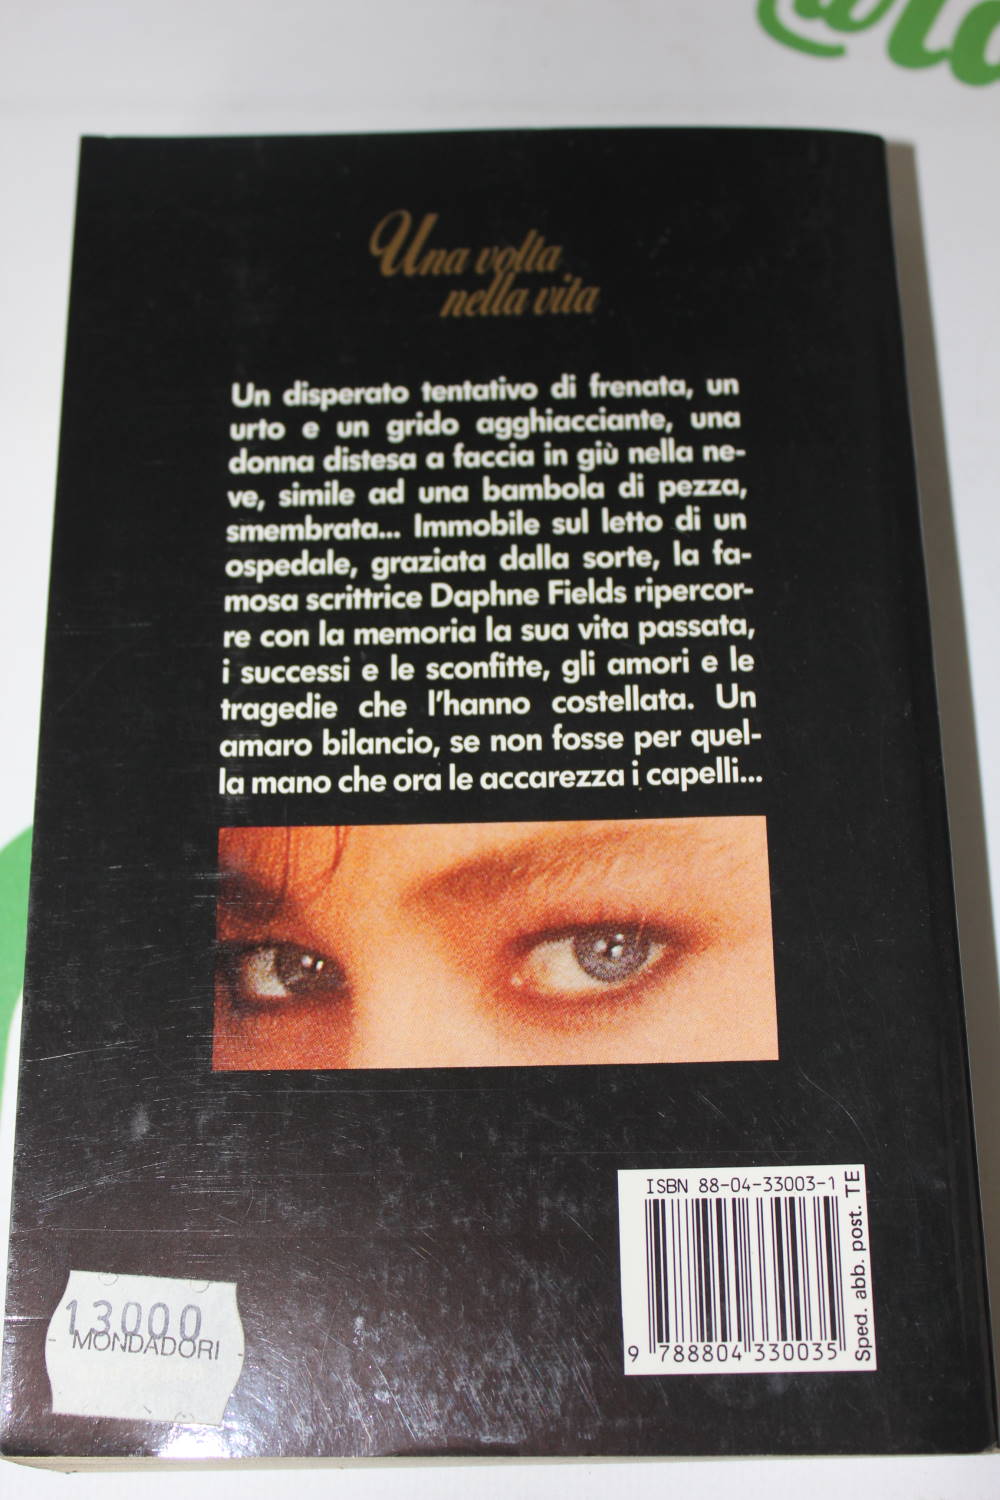 Una volta
nella vita
Un disperato tentativo di frenata, un
urto e un grido agghiacciante, una
donna distesa a faccia in giù nella ne-
ve, simile ad una bambola di pezza,
smembrata... Immobile sul letto di un
ospedale, graziata dalla sorte, la fa-
mosa scrittrice Daphne Fields ripercor-
re con la memoria la sua vita passata,
i successi e le sconfitte, gli amori e le
tragedie che l'hanno costellata. Un
amaro bilancio, se non fosse per quel-
la mano che ora le accarezza i capelli...
ISBN 88-04-33003-1
9 788804 330035
Sped. abb. post. TE
13000
MONDADORI